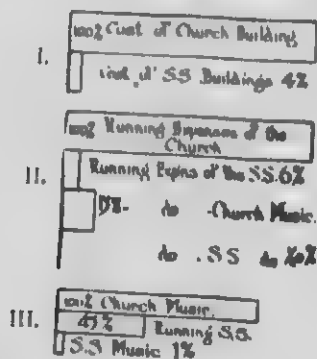 100% Cost of Church Building
I.
Cost of SS Buildings 4%
100% Running Expenses of the
Church
II.
Running Expns of the SS. 6%
do - Church Music.
do . SS do
100% Church Music.
III.
Running S.S.
S.S Music 1%